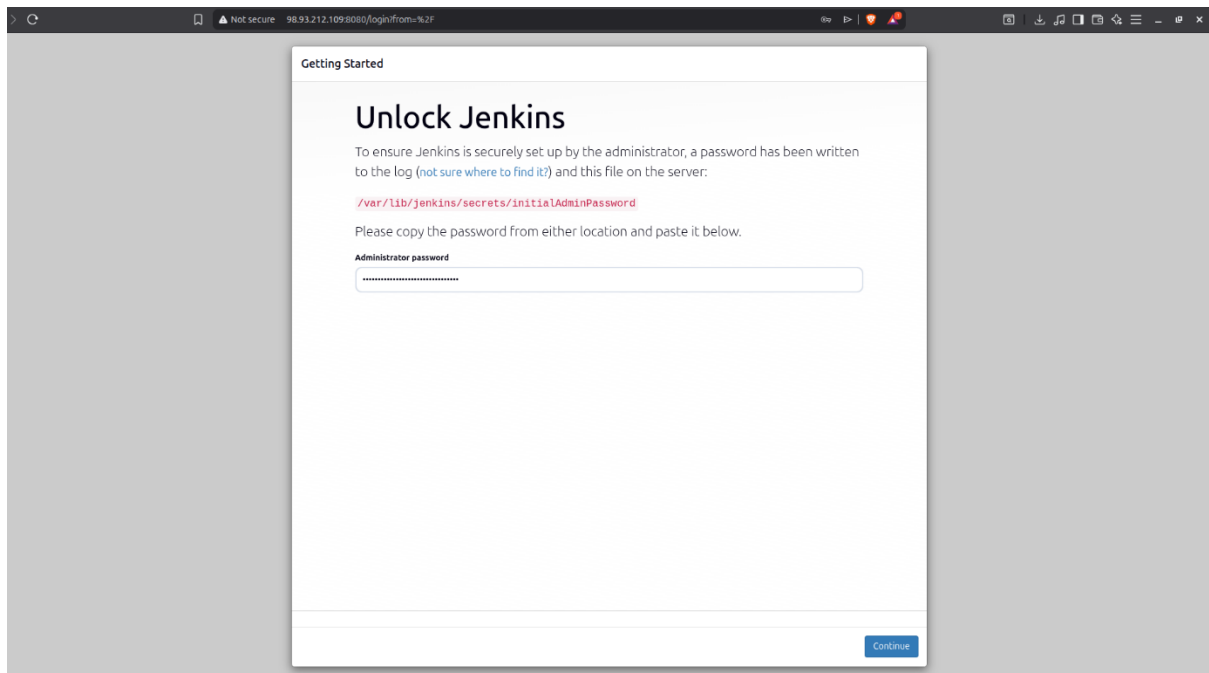 Not secure 98.93.212.109:8080/login?from=%2F
Getting Started
Unlock Jenkins
To ensure Jenkins is securely set up by the administrator, a password has been written
to the log (not sure where to find it?) and this file on the server:
/var/lib/jenkins/secrets/initialAdminPassword
Please copy the password from either location and paste it below.
Administrator password
Continue